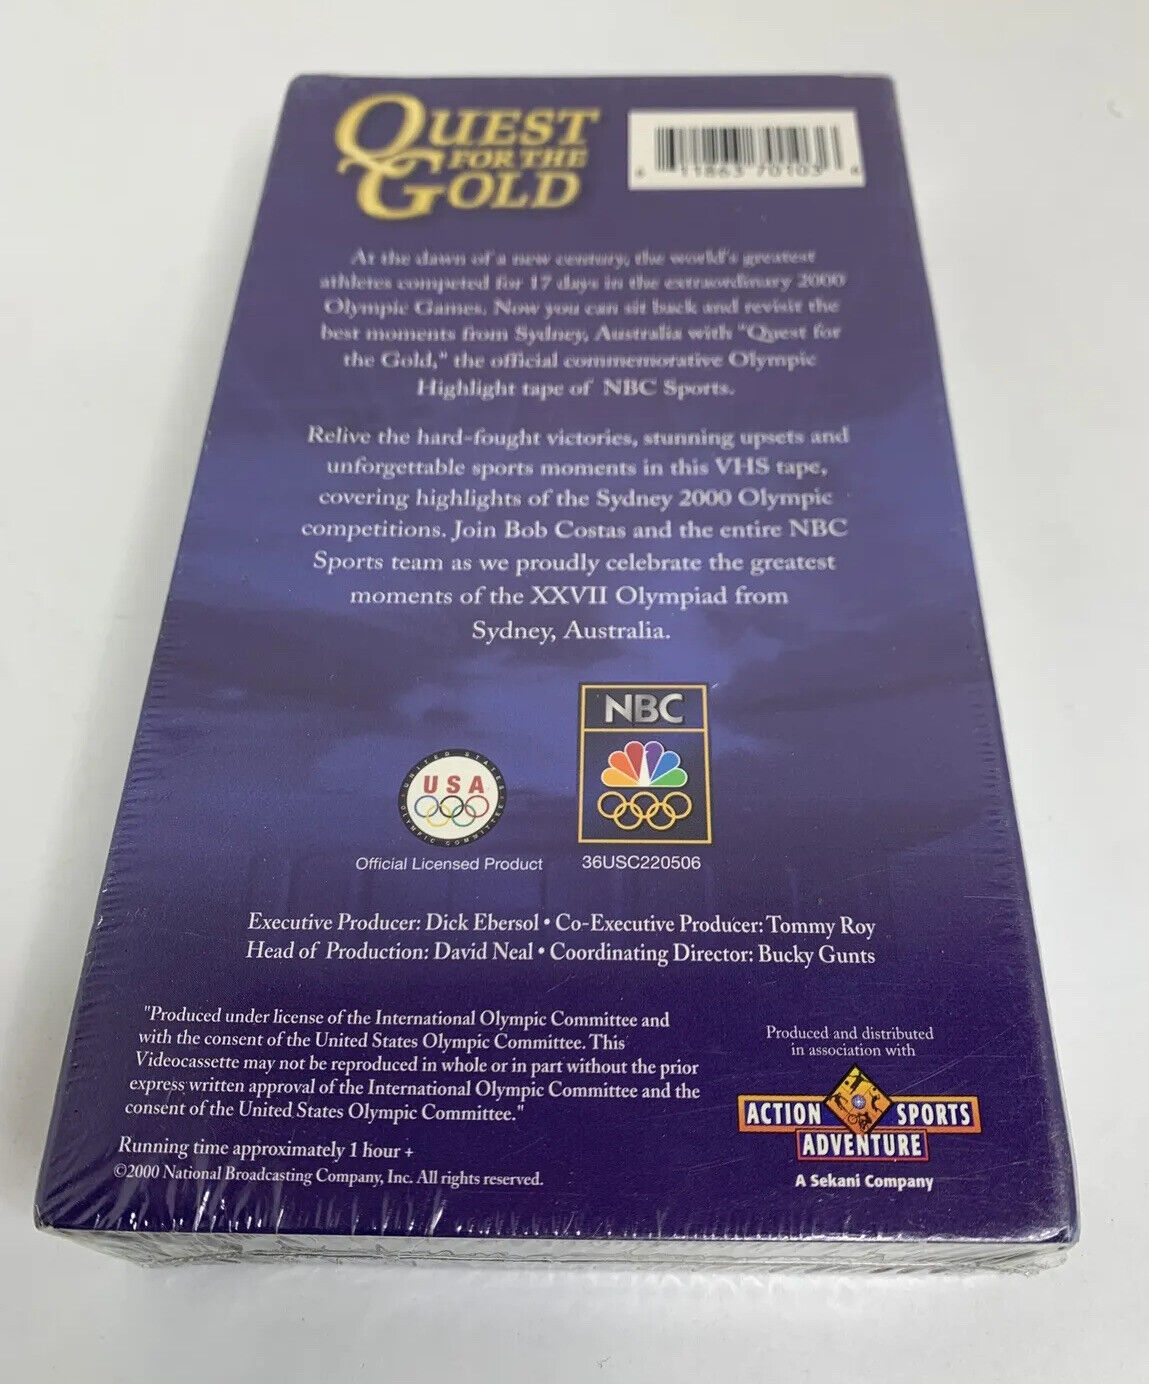 QUEST
FOR THE
GOLD
6 11863 70103 6
At the dawn of a new century, the world's greatest
athletes competed for 17 days in the extraordinary 2000
Olympic Games. Now you can sit back and revisit the
best moments from Sydney, Australia with "Quest for
the Gold," the official commemorative Olympic
Highlight tape of NBC Sports.
Relive the hard-fought victories, stunning upsets and
unforgettable sports moments in this VHS tape,
covering highlights of the Sydney 2000 Olympic
competitions. Join Bob Costas and the entire NBC
Sports team as we proudly celebrate the greatest
moments of the XXVII Olympiad from
Sydney, Australia.
NBC
UNITED STATES
USA
OLYMPIC COMMITTEE
Official Licensed Product
36USC220506
Executive Producer: Dick Ebersol • Co-Executive Producer: Tommy Roy
Head of Production: David Neal • Coordinating Director: Bucky Gunts
"Produced under license of the International Olympic Committee and
with the consent of the United States Olympic Committee. This
Videocassette may not be reproduced in whole or in part without the prior
express written approval of the International Olympic Committee and the
consent of the United States Olympic Committee."
Running time approximately 1 hour +
©2000 National Broadcasting Company, Inc. All rights reserved.
Produced and distributed
in association with
ACTION SPORTS
ADVENTURE
A Sekani Company